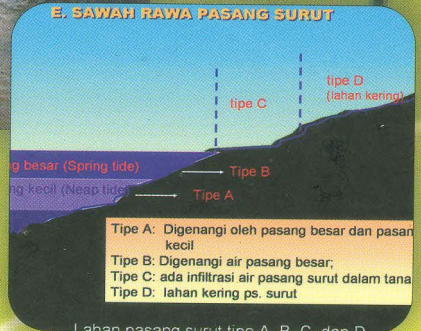 E. SAWAH RAWA PASANG SURUT
tipe D
(lahan kering)
tipe C
g besar (Spring tide)
Tipe B
ng kecil (Neap tide
Tipe A
Tipe A: Digenangi oleh pasang besar dan pasan
kecil
Tipe B: Digenangi air pasang besar;
Tipe C: ada infiltrasi air pasang surut dalam tana
Tipe D: lahan kering ps. surut
Lahan pasang surut tipe A, B, C, dan D